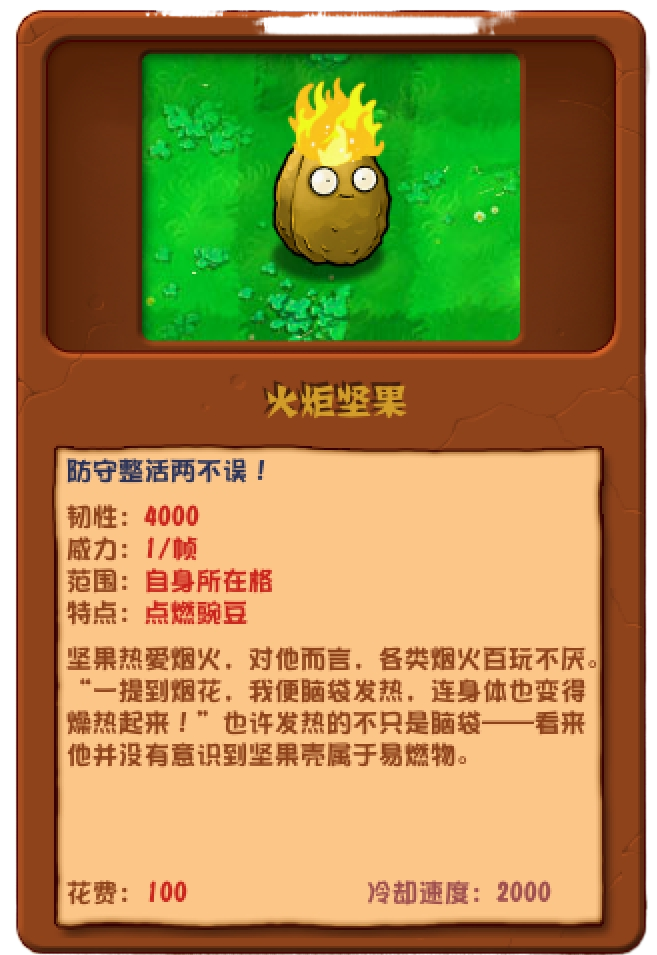 火炬坚果
防守整活两不误！
韧性：4000
威力：1/帧
范围：自身所在格
特点：点燃豌豆
坚果热爱烟火，对他而言，各类烟火百玩不厌。
“一提到烟花，我便脑袋发热，连身体也变得
燥热起来！”也许发热的不只是脑袋——看来
他并没有意识到坚果壳属于易燃物。
花费：100 冷却速度：2000